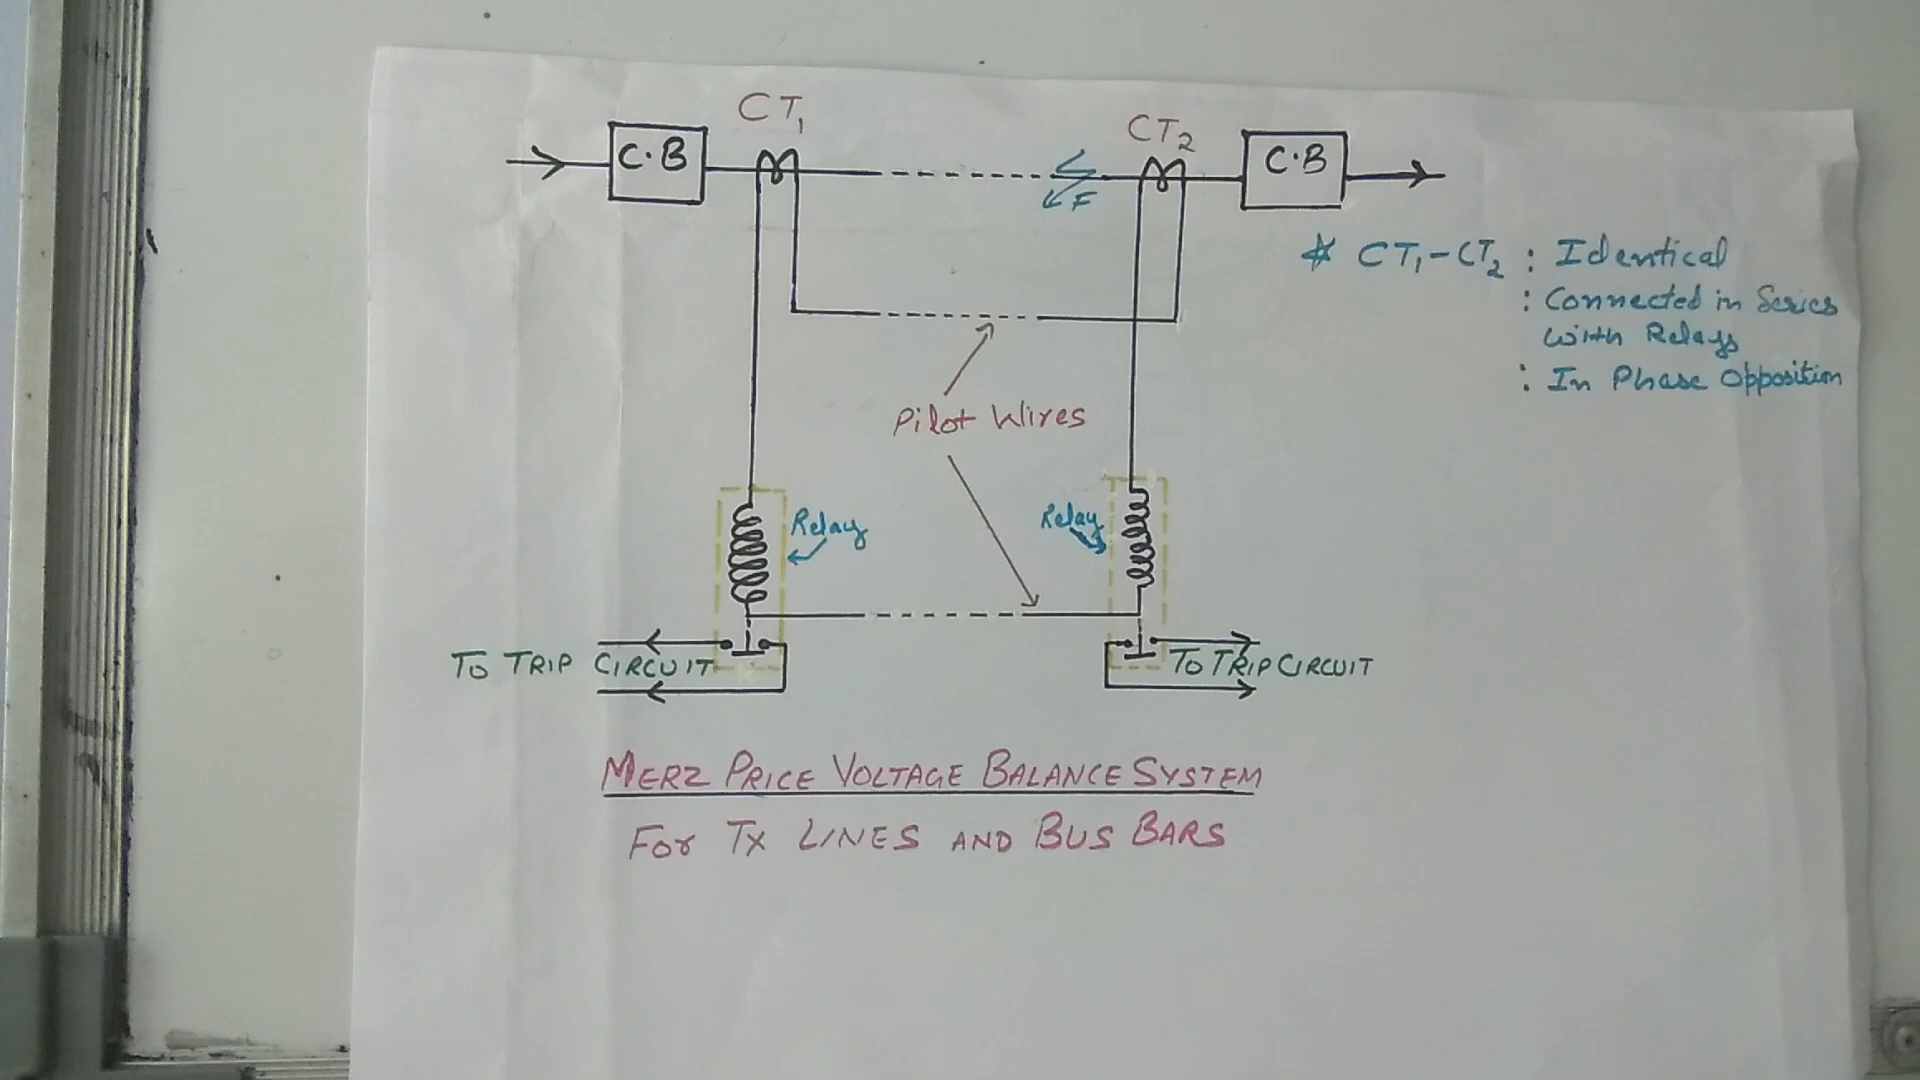 CT1
CT2
C.B
C.B
F
* CT1-CT2 : Identical
: Connected in Series
with Relays
: In Phase Opposition
Pilot Wires
Relay
Relay
TO TRIP CIRCUIT
TO TRIP CIRCUIT
MERZ PRICE VOLTAGE BALANCE SYSTEM
For Tx LINES AND BUS BARS